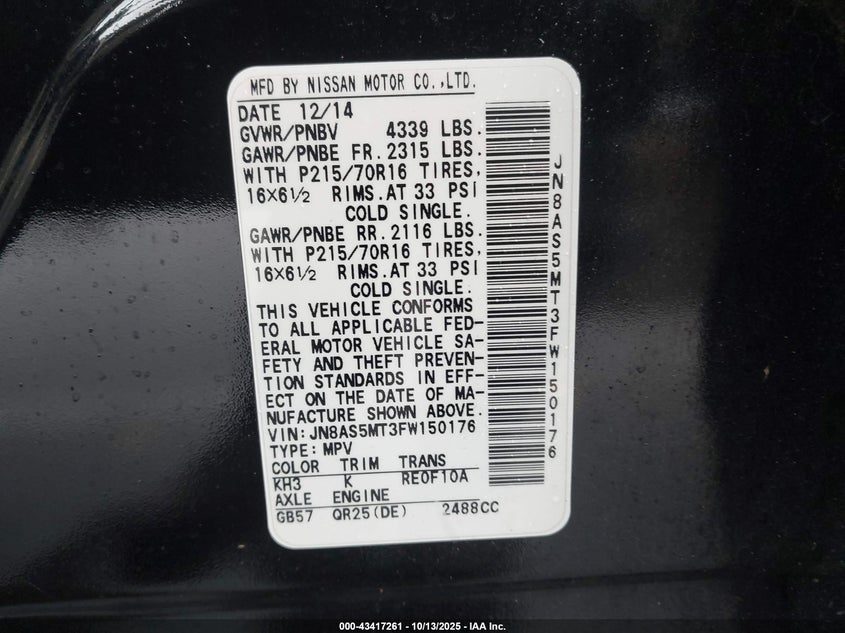 MFD BY NISSAN MOTOR CO.,LTD.
DATE 12/14
GVWR/PNBV 4339 LBS.
GAWR/PNBE FR. 2315 LBS.
WITH P215/70R16 TIRES,
16×6½ RIMS.AT 33 PSI
COLD SINGLE.
GAWR/PNBE RR. 2116 LBS.
WITH P215/70R16 TIRES,
16×6½ RIMS.AT 33 PSI
COLD SINGLE.
THIS VEHICLE CONFORMS
TO ALL APPLICABLE FED-
ERAL MOTOR VEHICLE SA-
FETY AND THEFT PREVEN-
TION STANDARDS IN EFF-
ECT ON THE DATE OF MA-
NUFACTURE SHOWN ABOVE.
VIN: JN8AS5MT3FW150176
TYPE: MPV
COLOR TRIM TRANS
KH3 K RE0F10A
AXLE ENGINE
GB57 QR25(DE) 2488CC
JN8AS5MT3FW150176
000-43417261 | 10/13/2025 - IAA Inc.